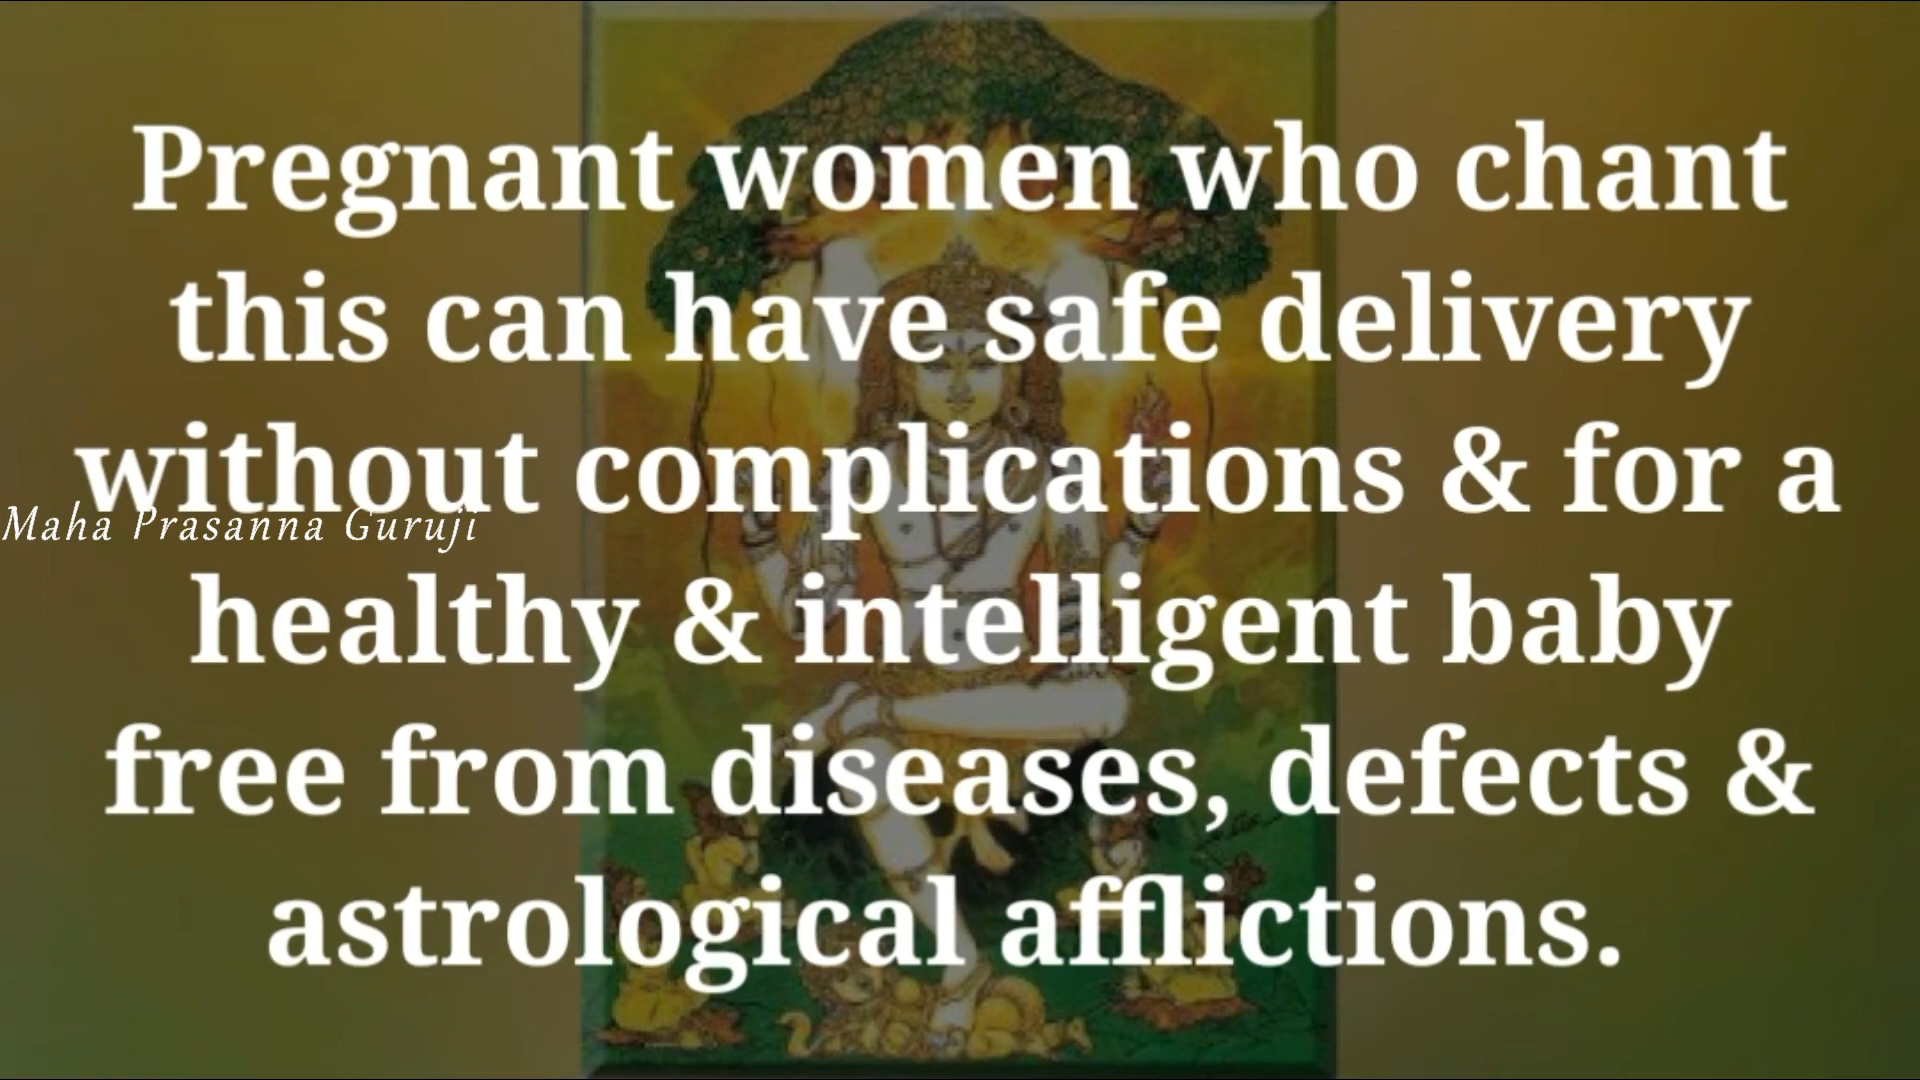 Pregnant women who chant
this can have safe delivery
without complications & for a
Maha Prasanna Guruji
healthy & intelligent baby
free from diseases, defects &
astrological afflictions.